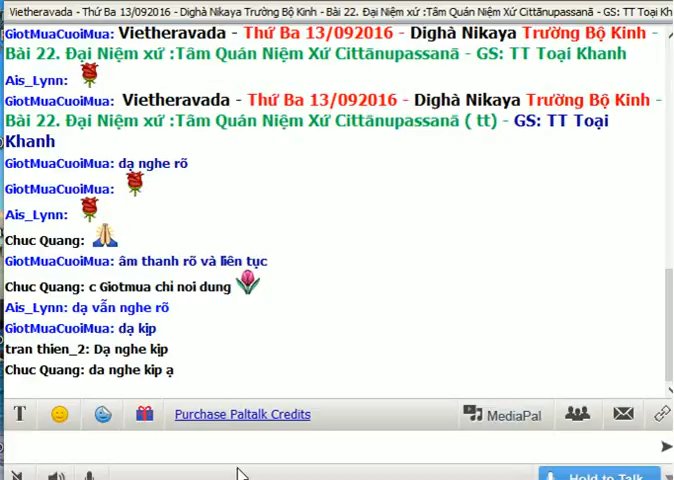 Vietheravada - Thứ Ba 13/092016 - Dighà Nikaya Trường Bộ Kinh - Bài 22. Đại Niệm xứ :Tâm Quán Niệm Xứ Cittānupassanā - GS: TT Toại Kh
GiotMuaCuoiMua: Vietheravada - Thứ Ba 13/092016 - Dighà Nikaya Trường Bộ Kinh -
Bài 22. Đại Niệm xứ :Tâm Quán Niệm Xứ Cittānupassanā - GS: TT Toại Khanh
Ais_Lynn:
GiotMuaCuoiMua: Vietheravada - Thứ Ba 13/092016 - Dighà Nikaya Trường Bộ Kinh -
Bài 22. Đại Niệm xứ :Tâm Quán Niệm Xứ Cittānupassanā ( tt) - GS: TT Toại
Khanh
GiotMuaCuoiMua: dạ nghe rõ
GiotMuaCuoiMua:
Ais_Lynn:
Chuc Quang:
GiotMuaCuoiMua: âm thanh rõ và liên tục
Chuc Quang: c Giotmua chi noi dung
Ais_Lynn: dạ vẫn nghe rõ
GiotMuaCuoiMua: dạ kịp
tran thien_2: Dạ nghe kịp
Chuc Quang: da nghe kip ạ
T Purchase Paltalk Credits MediaPal
Hold to Talk